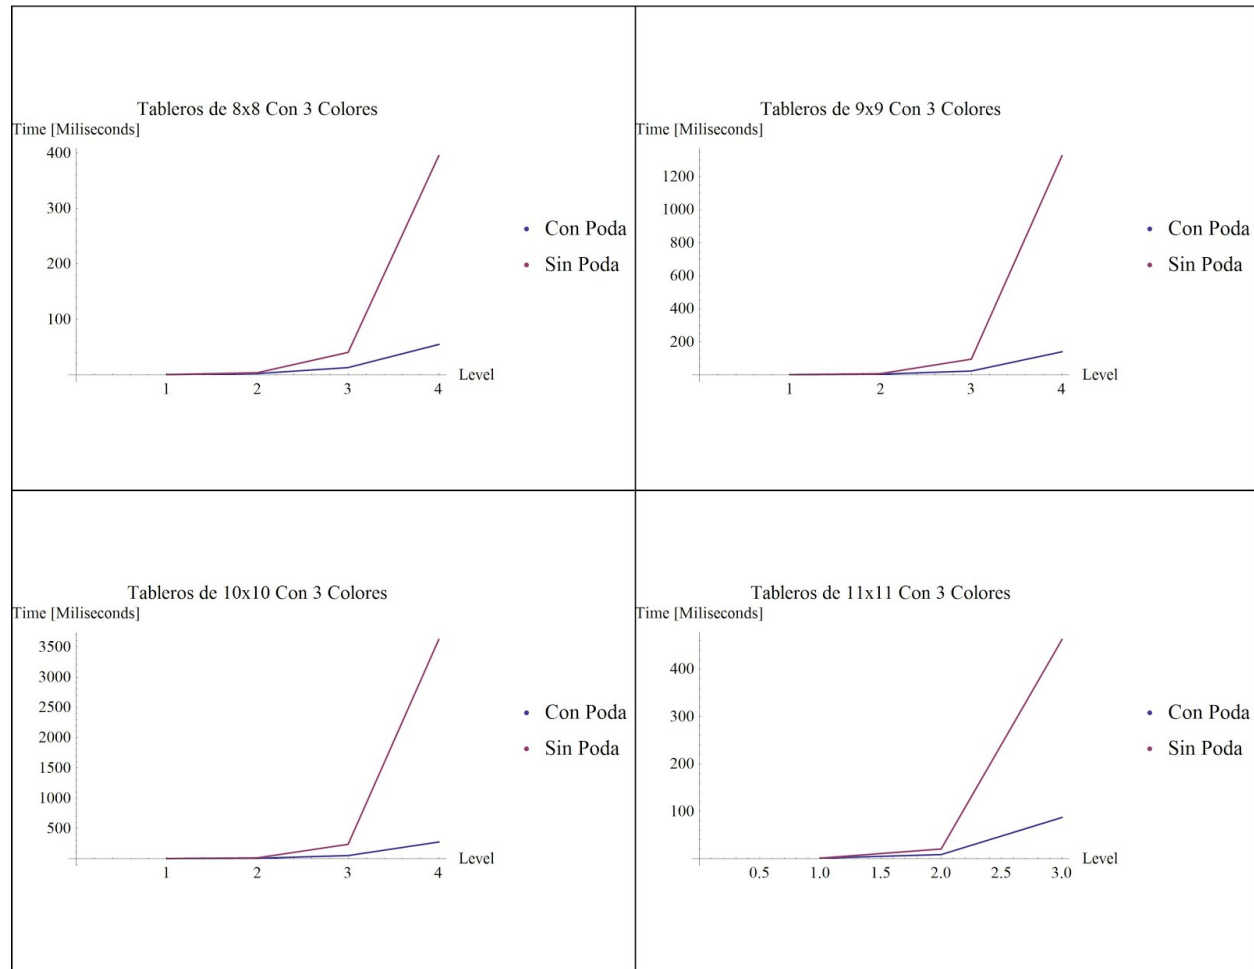 Tableros de 8x8 Con 3 Colores
Time [Miliseconds]
400
300
200
100
1
2
3
4
Level
Con Poda
Sin Poda
Tableros de 9x9 Con 3 Colores
Time [Miliseconds]
1200
1000
800
600
400
200
1
2
3
4
Level
Con Poda
Sin Poda
Tableros de 10x10 Con 3 Colores
Time [Miliseconds]
3500
3000
2500
2000
1500
1000
500
1
2
3
4
Level
Con Poda
Sin Poda
Tableros de 11x11 Con 3 Colores
Time [Miliseconds]
400
300
200
100
0.5
1.0
1.5
2.0
2.5
3.0
Level
Con Poda
Sin Poda